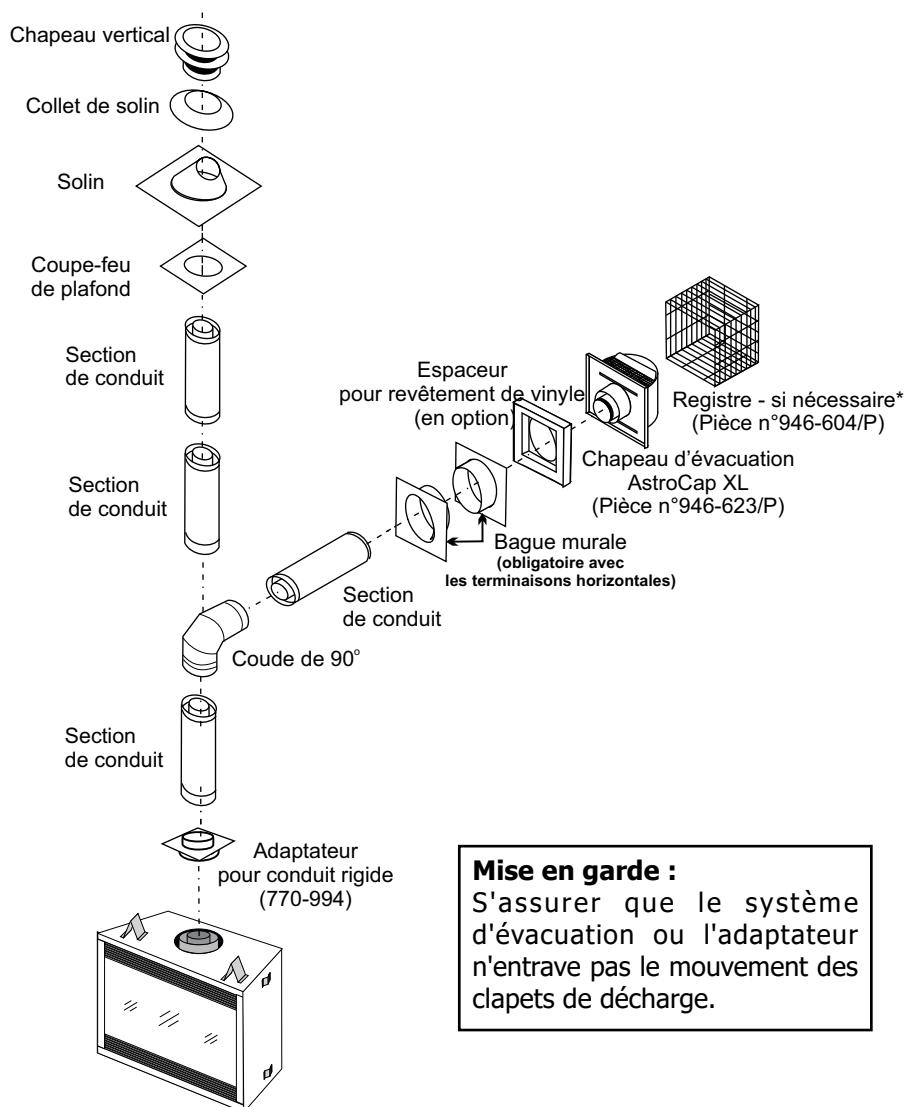 Chapeau vertical
Collet de solin
Solin
Coupe-feu
de plafond
Section
de conduit
Section
de conduit
Espaceur
pour revêtement de vinyle
(en option)
Registre - si nécessaire*
(Pièce n°946-604/P)
Chapeau d'évacuation
AstroCap XL
(Pièce n°946-623/P)
Bague murale
(obligatoire avec
les terminaisons horizontales)
Section
de conduit
Coude de 90°
Section
de conduit
Adaptateur
pour conduit rigide
(770-994)
Mise en garde :
S'assurer que le système
d'évacuation ou l'adaptateur
n'entrave pas le mouvement des
clapets de décharge.